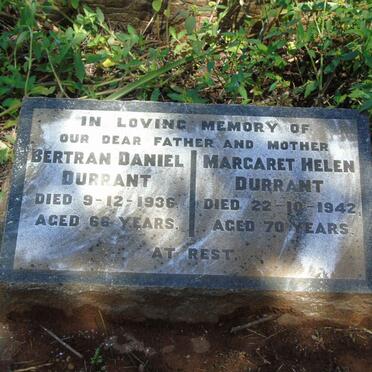 IN LOVING MEMORY OF
OUR DEAR FATHER AND MOTHER
BERTRAN DANIEL
DURRANT
DIED 9-12-1936.
AGED 66 YEARS.
MARGARET HELEN
DURRANT
DIED 22-10-1942.
AGED 70 YEARS.
AT REST.